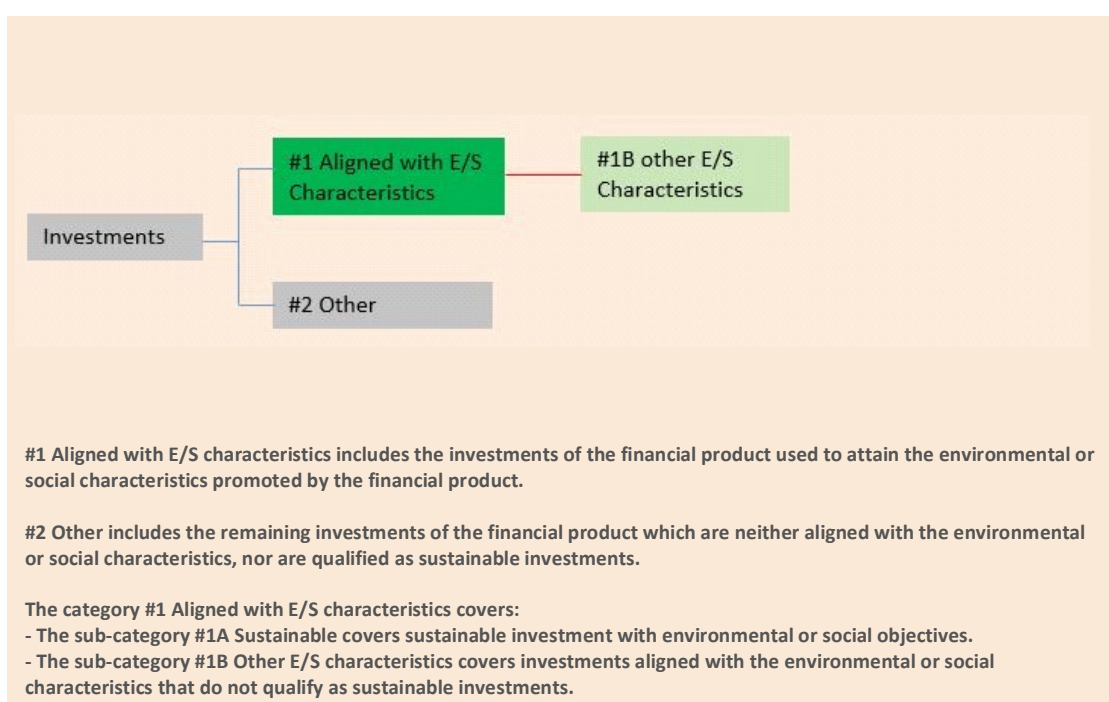 #1 Aligned with E/S
Characteristics
#1B other E/S
Characteristics
Investments
#2 Other
#1 Aligned with E/S characteristics includes the investments of the financial product used to attain the environmental or
social characteristics promoted by the financial product.
#2 Other includes the remaining investments of the financial product which are neither aligned with the environmental
or social characteristics, nor are qualified as sustainable investments.
The category #1 Aligned with E/S characteristics covers:
- The sub-category #1A Sustainable covers sustainable investment with environmental or social objectives.
- The sub-category #1B Other E/S characteristics covers investments aligned with the environmental or social
characteristics that do not qualify as sustainable investments.